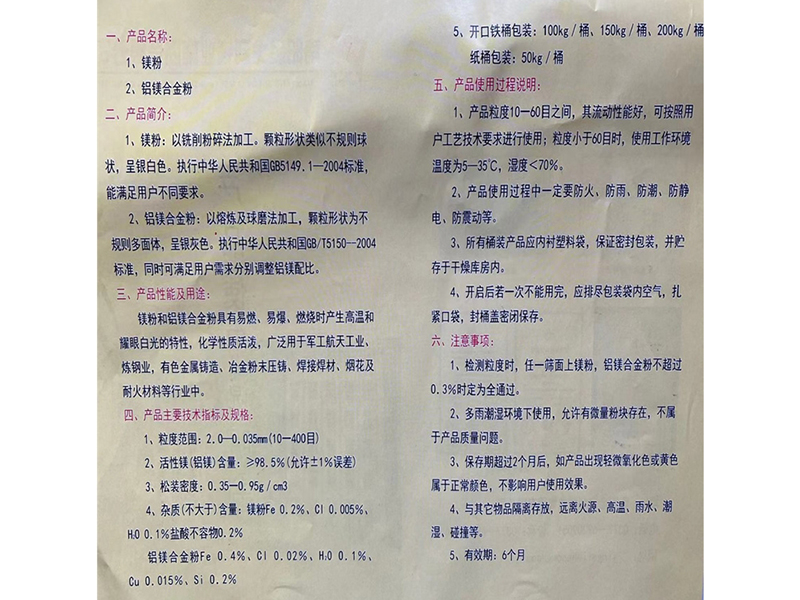 一、产品名称:
1、镁粉
2、铝镁合金粉
二、产品简介:
1、镁粉: 以铣削粉碎法加工。颗粒形状类似不规则球
状，呈银白色。执行中华人民共和国GB5149.1—2004标准,
能满足用户不同要求。
2、铝镁合金粉: 以熔炼及球磨法加工，颗粒形状为不
规则多面体，呈银灰色。执行中华人民共和国GB/T5150—2004
标准，同时可满足用户需求分别调整铝镁配比。
三、产品性能及用途:
镁粉和铝镁合金粉具有易燃、易爆、燃烧时产生高温和
耀眼白光的特性，化学性质活泼，广泛用于军工航天工业、
炼钢业，有色金属铸造、冶金粉末压铸、焊接焊材、烟花及
耐火材料等行业中。
四、产品主要技术指标及规格:
1、粒度范围: 2.0—0.035mm(10—400目)
2、活性镁(铝镁)含量: ≥98.5%(允许±1%误差)
3、松装密度: 0.35—0.95g/cm3
4、杂质(不大于)含量: 镁粉Fe 0.2%、Cl 0.005%、
H₂O 0.1%盐酸不容物0.2%
铝镁合金粉Fe 0.4%、Cl 0.02%、H₂O 0.1%、
Cu 0.015%、Si 0.2%
5、开口铁桶包装: 100kg/桶、150kg/桶、200kg/桶
纸桶包装: 50kg/桶
五、产品使用过程说明:
1、产品粒度10—60目之间，其流动性能好，可按照用
户工艺技术要求进行使用; 粒度小于60目时，使用工作环境
温度为5—35℃，湿度<70%。
2、产品使用过程中一定要防火、防雨、防潮、防静
电、防震动等。
3、所有桶装产品应内衬塑料袋，保证密封包装，并贮
存于干燥库房内。
4、开启后若一次不能用完，应排尽包装袋内空气，扎
紧口袋，封桶盖密闭保存。
六、注意事项:
1、检测粒度时，任一筛面上镁粉，铝镁合金粉不超过
0.3%时定为全通过。
2、多雨潮湿环境下使用，允许有微量粉块存在，不属
于产品质量问题。
3、保存期超过2个月后，如产品出现轻微氧化色或黄色
属于正常颜色，不影响用户使用效果。
4、与其它物品隔离存放，远离火源、高温、雨水、潮
湿、碰撞等。
5、有效期: 6个月